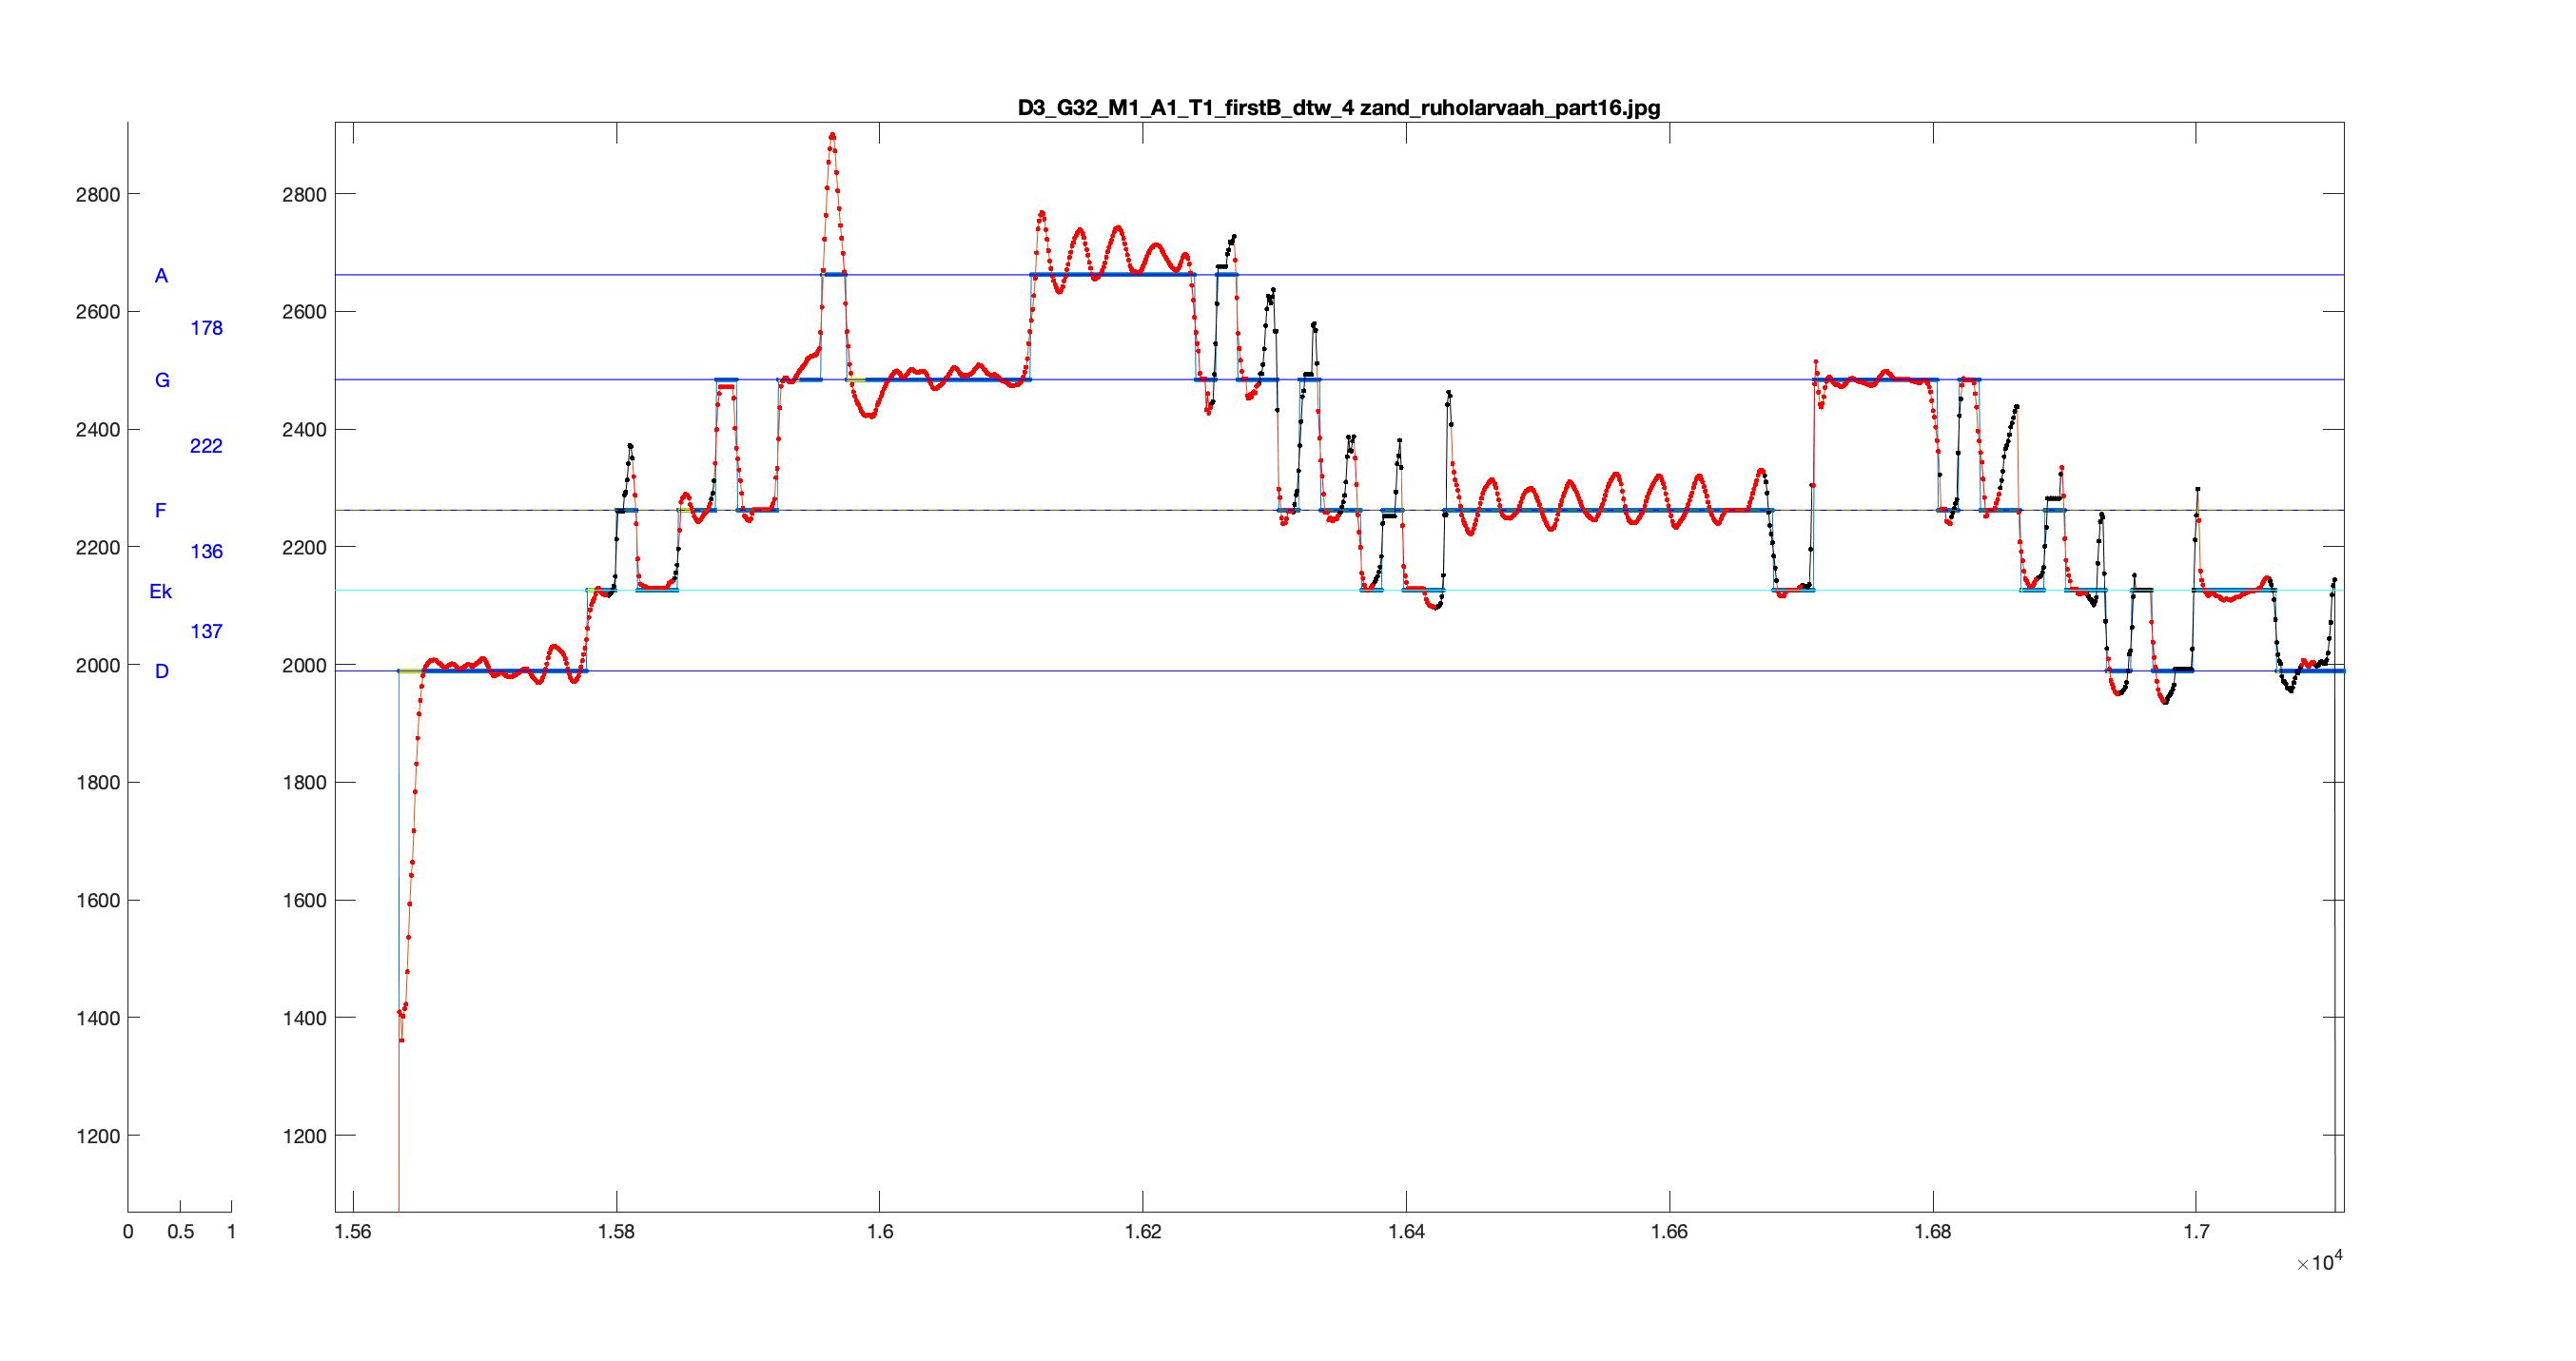 D3_G32_M1_A1_T1_firstB_dtw_4 zand_ruholarvaah_part16.jpg
2800 2800
A
178
2600 2600
G
222
2400 2400
F
136
2200 2200
Ek
137
2000 D 2000
1800 1800
1600 1600
1400 1400
1200 1200
0 0.5 1 1.56 1.58 1.6 1.62 1.64 1.66 1.68 1.7
×10^4